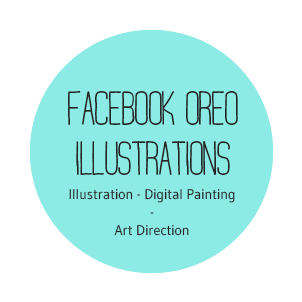 FACEBOOK OREO
ILLUSTRATIONS
Illustration - Digital Painting
-
Art Direction